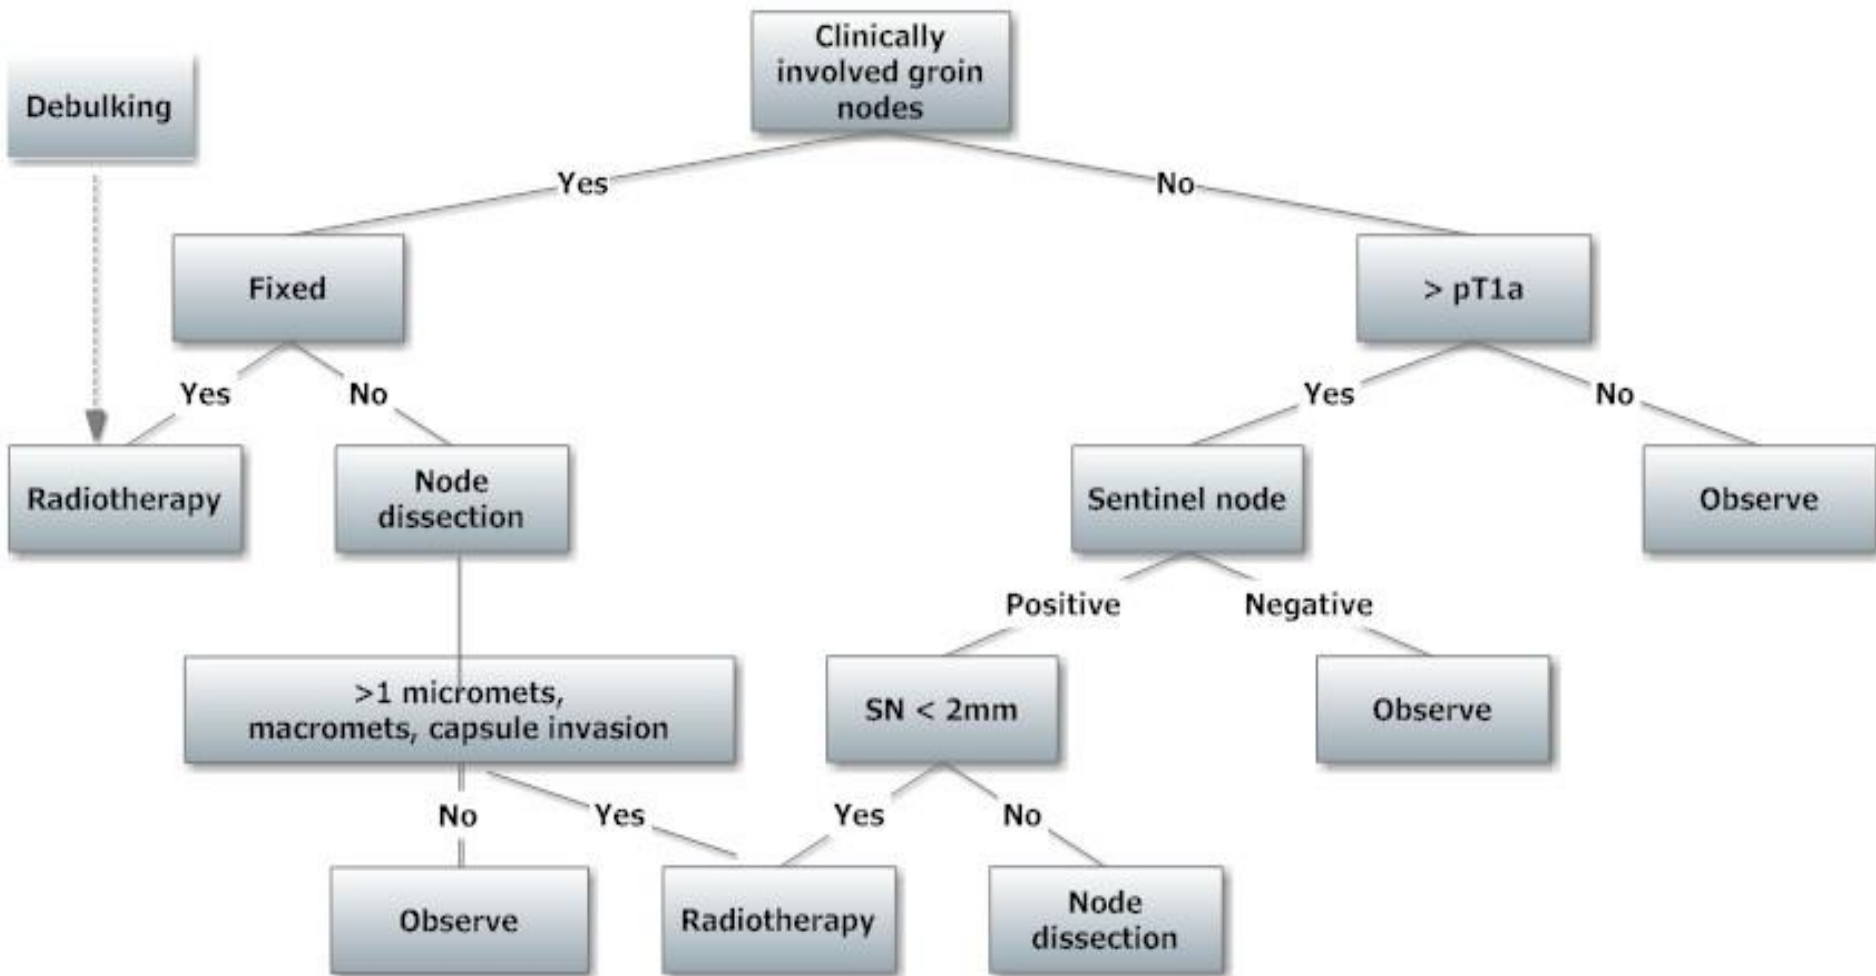 Clinically
involved groin
nodes
Debulking
Yes
No
Fixed
> pT1a
Yes
No
Yes
No
Radiotherapy
Node
dissection
Sentinel node
Observe
Positive
Negative
>1 micromets,
macromets, capsule invasion
SN < 2mm
Observe
No
Yes
Yes
No
Observe
Radiotherapy
Node
dissection